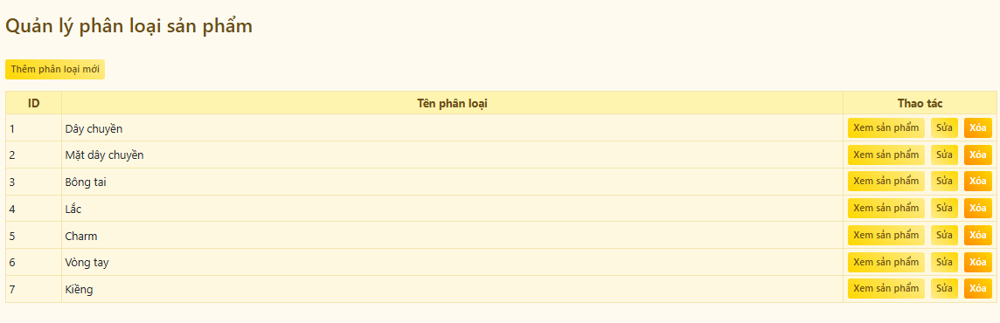 Quản lý phân loại sản phẩm
Thêm phân loại mới
ID Tên phân loại Thao tác
1 Dây chuyền Xem sản phẩm Sửa Xóa
2 Mặt dây chuyền Xem sản phẩm Sửa Xóa
3 Bông tai Xem sản phẩm Sửa Xóa
4 Lắc Xem sản phẩm Sửa Xóa
5 Charm Xem sản phẩm Sửa Xóa
6 Vòng tay Xem sản phẩm Sửa Xóa
7 Kiềng Xem sản phẩm Sửa Xóa